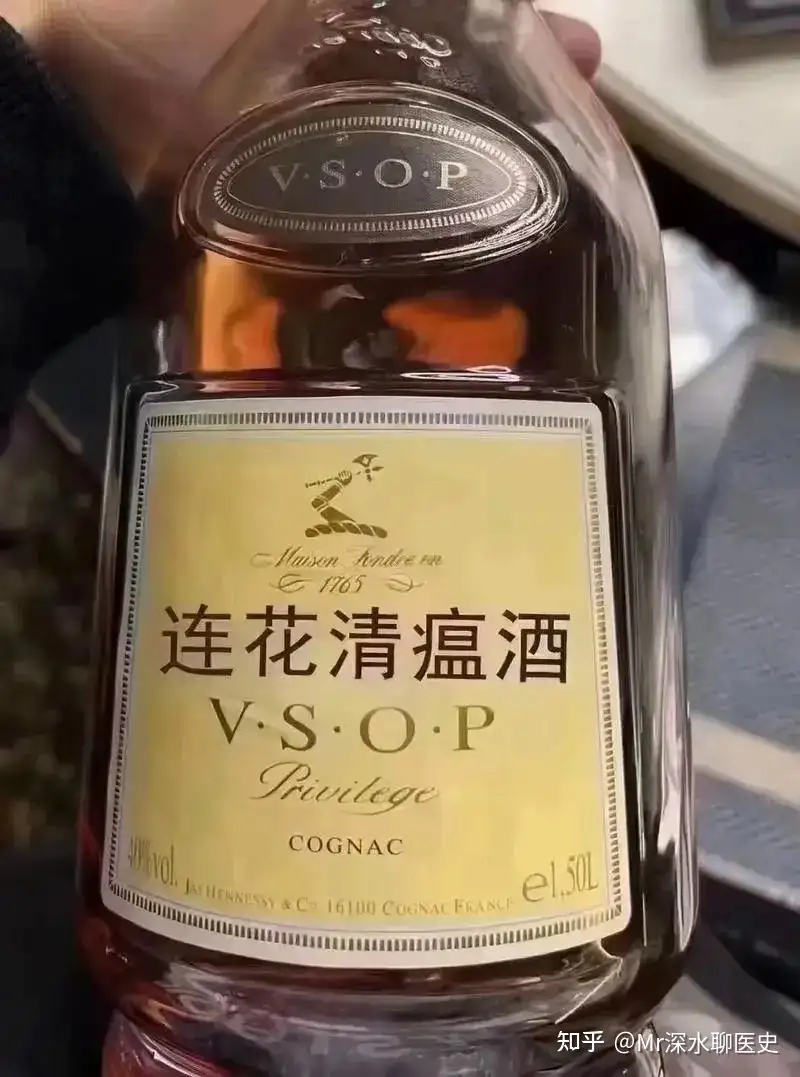 V·S·O·P
Maison fondée en
1765
连花清瘟酒
V·S·O·P
Privilege
COGNAC
40%vol.
JAS HENNESSY & Co. 16100 COGNAC FRANCE
e1,50L
知乎 @Mr深水聊医史